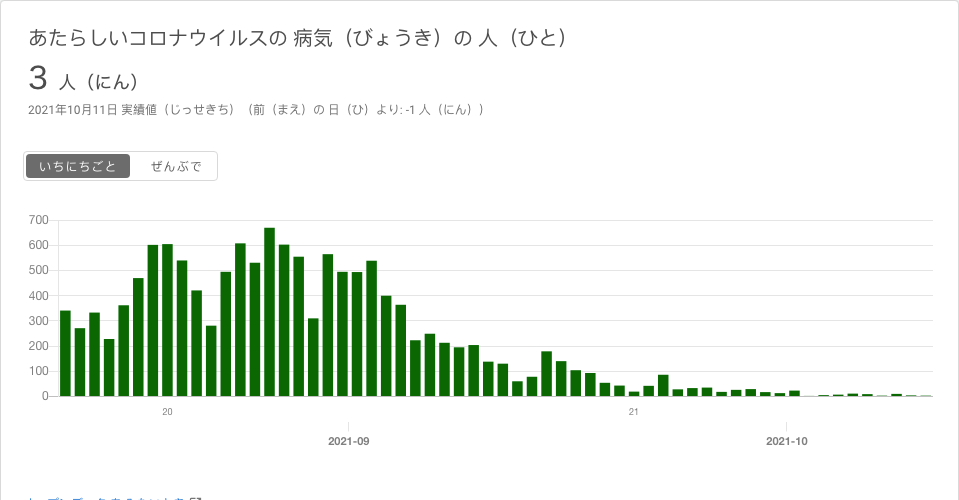 あたらしいコロナウイルスの 病気（びょうき）の 人（ひと）
3 人（にん）
2021年10月11日 実績値（じっせきち）（前（まえ）の 日（ひ）より: -1 人（にん））
いちにちごと ぜんぶで
700
600
500
400
300
200
100
0
20 21
2021-09 2021-10